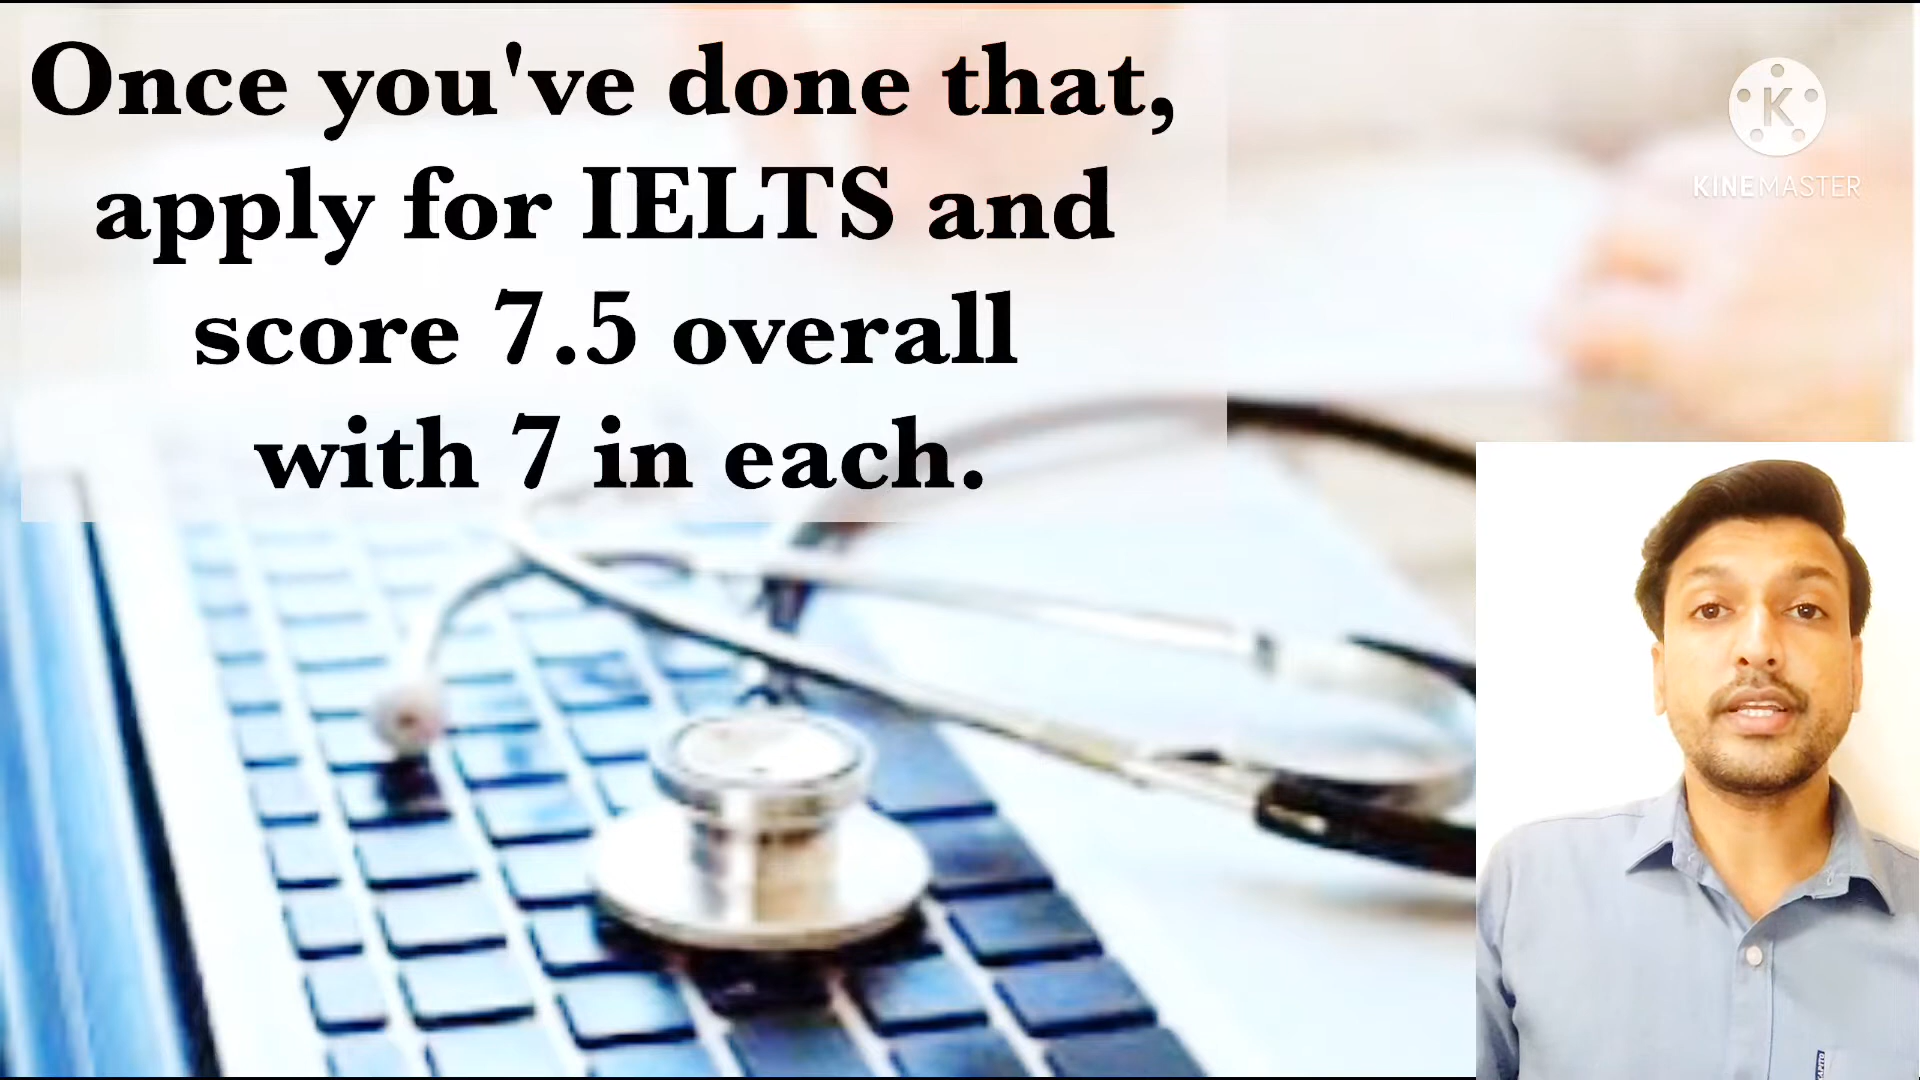 Once you've done that,
apply for IELTS and
score 7.5 overall
with 7 in each.
K
KINEMASTER